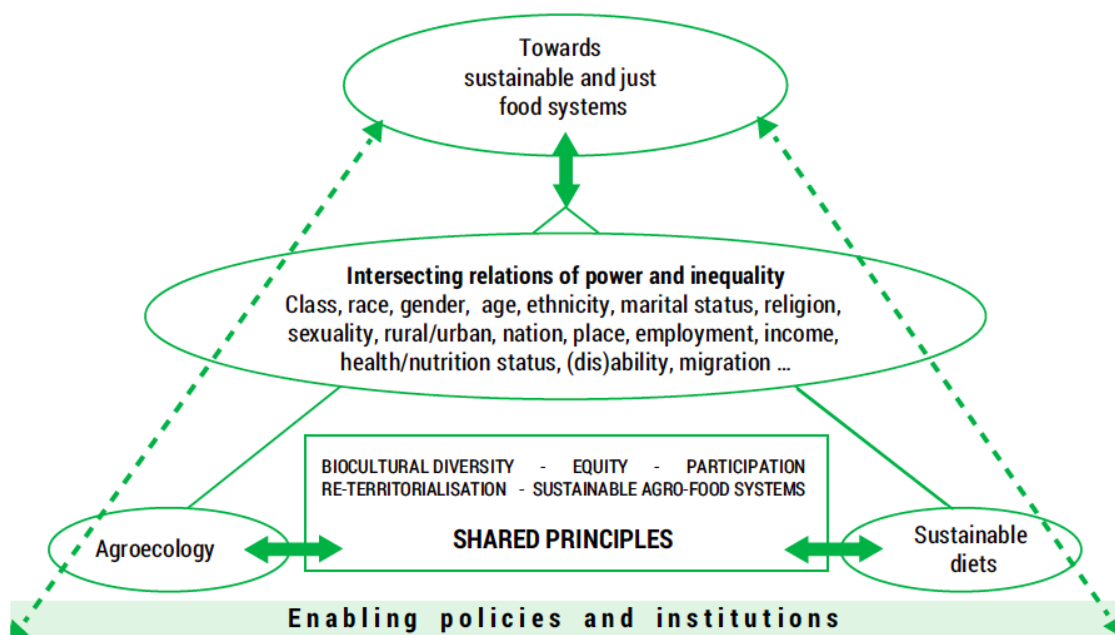 Towards
sustainable and just
food systems
Intersecting relations of power and inequality
Class, race, gender, age, ethnicity, marital status, religion,
sexuality, rural/urban, nation, place, employment, income,
health/nutrition status, (dis)ability, migration ...
BIOCULTURAL DIVERSITY - EQUITY - PARTICIPATION
RE-TERRITORIALISATION - SUSTAINABLE AGRO-FOOD SYSTEMS
SHARED PRINCIPLES
Agroecology
Sustainable
diets
Enabling policies and institutions